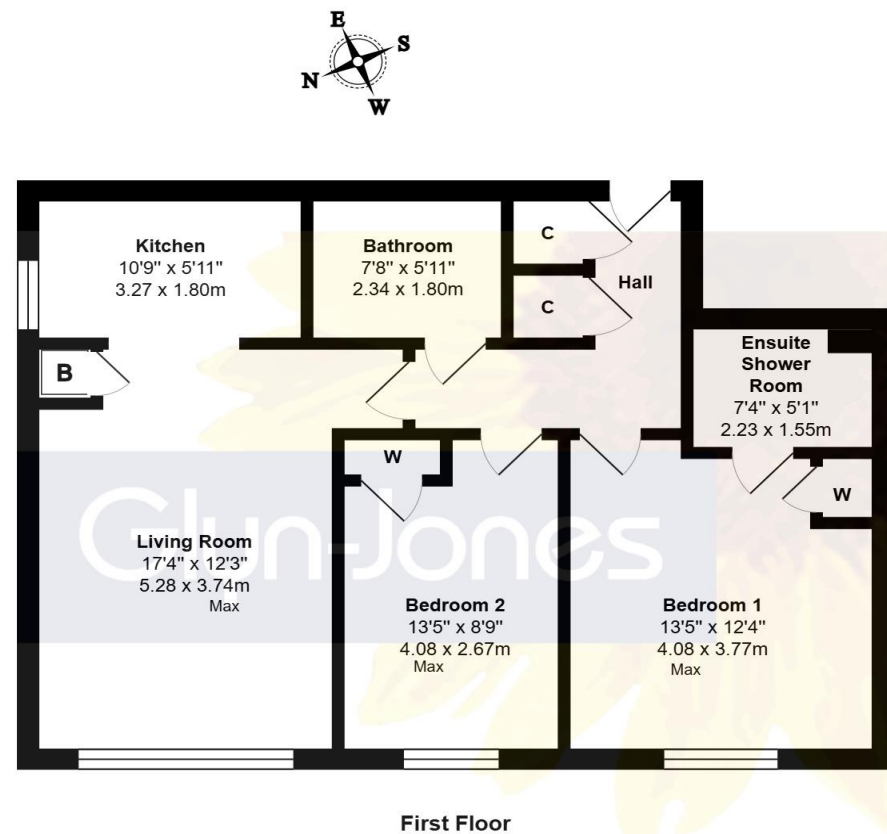 E
S
N
W
Kitchen
10'9" x 5'11"
3.27 x 1.80m
Bathroom
7'8" x 5'11"
2.34 x 1.80m
C
Hall
C
B
Ensuite
Shower
Room
7'4" x 5'1"
2.23 x 1.55m
W
W
Glyn-Jones
Living Room
17'4" x 12'3"
5.28 x 3.74m
Max
Bedroom 2
13'5" x 8'9"
4.08 x 2.67m
Max
Bedroom 1
13'5" x 12'4"
4.08 x 3.77m
Max
First Floor